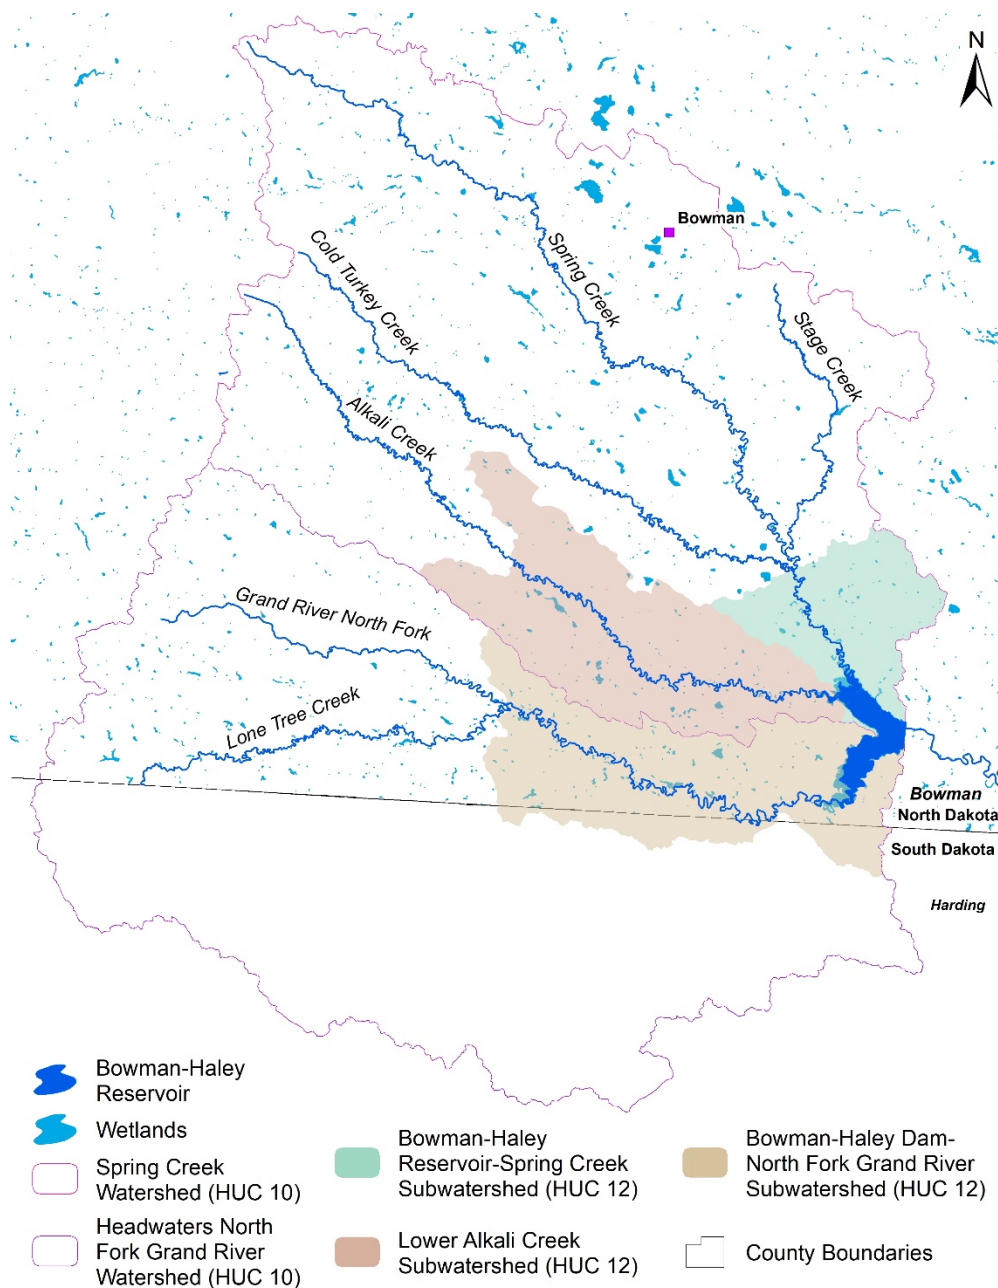 N
Bowman
Spring Creek
Cold Turkey Creek
Stage Creek
Alkali Creek
Grand River North Fork
Lone Tree Creek
Bowman
North Dakota
South Dakota
Harding
Bowman-Haley
Reservoir
Wetlands
Spring Creek
Watershed (HUC 10)
Headwaters North
Fork Grand River
Watershed (HUC 10)
Bowman-Haley
Reservoir-Spring Creek
Subwatershed (HUC 12)
Lower Alkali Creek
Subwatershed (HUC 12)
Bowman-Haley Dam-
North Fork Grand River
Subwatershed (HUC 12)
County Boundaries